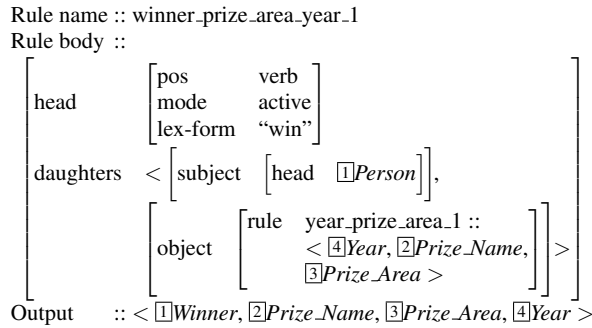 Rule name :: winner_prize_area_year_1
Rule body ::
head pos verb
mode active
lex-form “win”
daughters < [subject [head 1 Person]],
object rule year_prize_area_1 ::
< 4 Year, 2 Prize_Name,
3 Prize_Area > >
Output :: < 1 Winner, 2 Prize_Name, 3 Prize_Area, 4 Year >